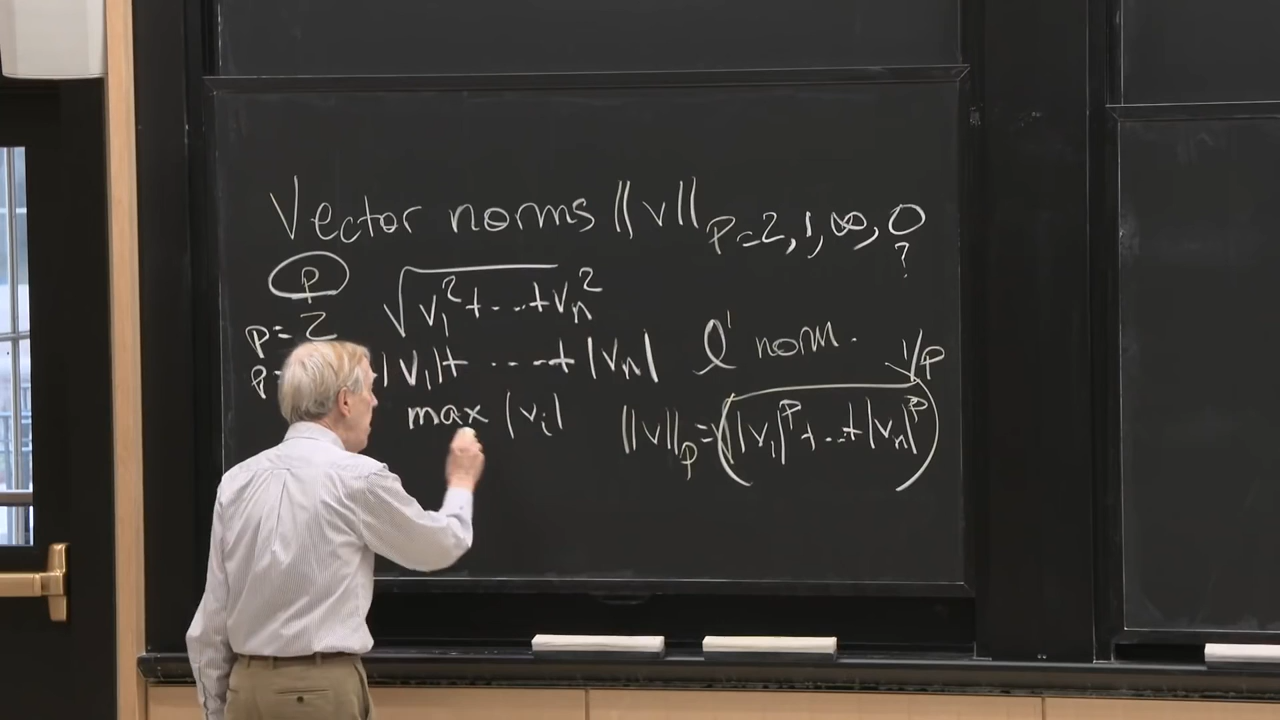 Vector norms ||v|| p=2, 1, ∞, 0
?
p
p=2 √v₁²+...+vₙ²
p= |v₁|+ ...+|vₙ| l¹ norm.
max |vᵢ| ||v||ₚ = (|v₁|ᵖ+...+|vₙ|ᵖ)^1/p